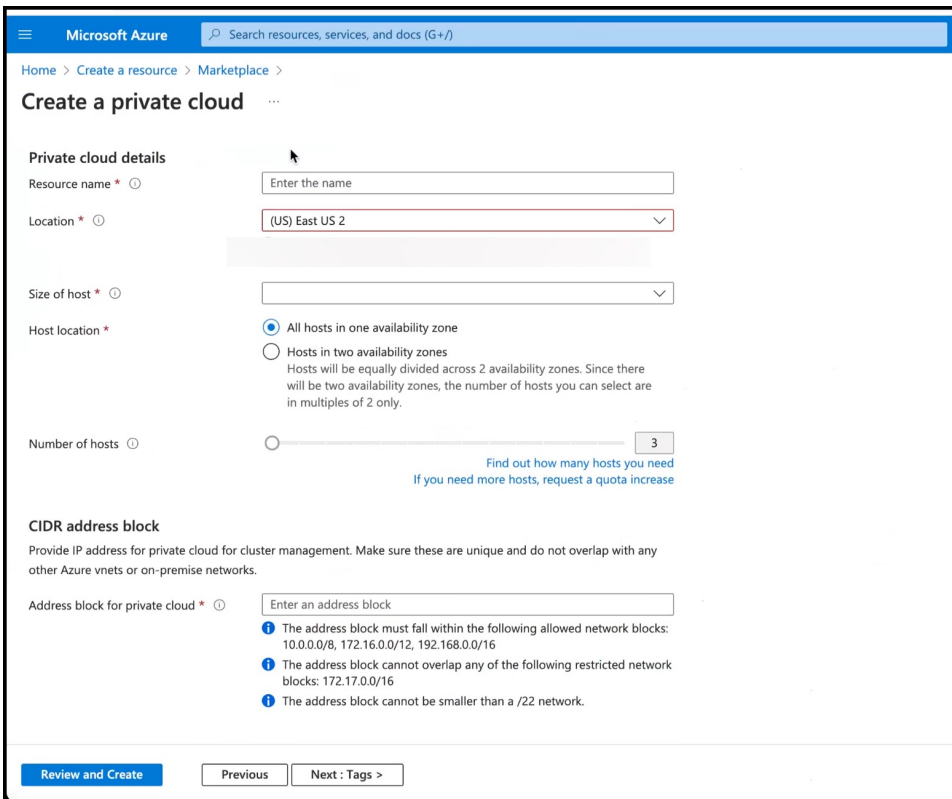 Microsoft Azure
Search resources, services, and docs (G+/)
Home > Create a resource > Marketplace >
Create a private cloud ...
Private cloud details
Resource name *
Enter the name
Location *
(US) East US 2
Size of host *
Host location *
All hosts in one availability zone
Hosts in two availability zones
Hosts will be equally divided across 2 availability zones. Since there
will be two availability zones, the number of hosts you can select are
in multiples of 2 only.
Number of hosts
3
Find out how many hosts you need
If you need more hosts, request a quota increase
CIDR address block
Provide IP address for private cloud for cluster management. Make sure these are unique and do not overlap with any
other Azure vnets or on-premise networks.
Address block for private cloud *
Enter an address block
The address block must fall within the following allowed network blocks:
10.0.0.0/8, 172.16.0.0/12, 192.168.0.0/16
The address block cannot overlap any of the following restricted network
blocks: 172.17.0.0/16
The address block cannot be smaller than a /22 network.
Review and Create
Previous
Next : Tags >